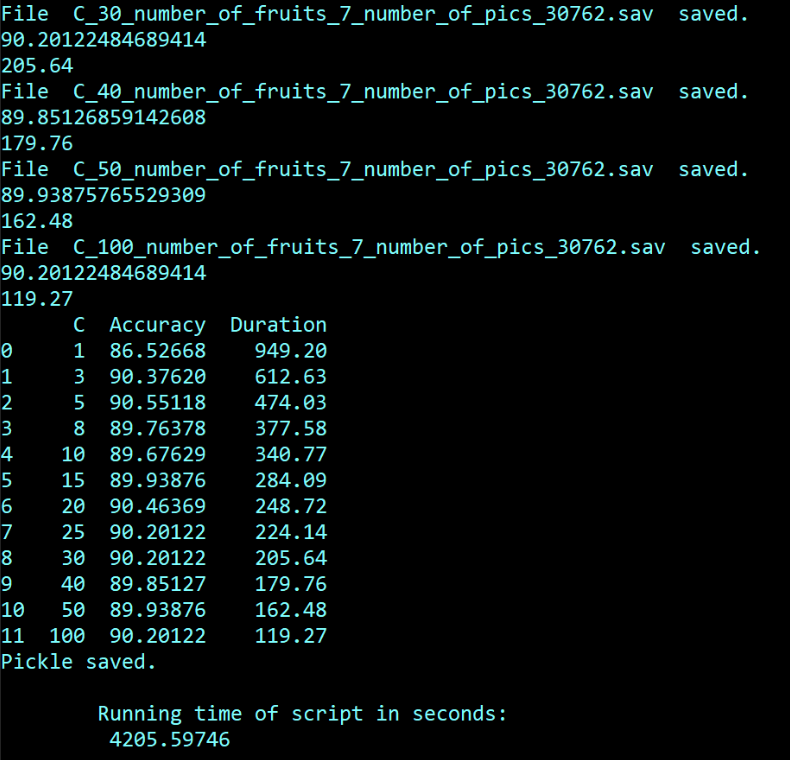 File  C_30_number_of_fruits_7_number_of_pics_30762.sav  saved.
90.20122484689414
205.64
File  C_40_number_of_fruits_7_number_of_pics_30762.sav  saved.
89.85126859142608
179.76
File  C_50_number_of_fruits_7_number_of_pics_30762.sav  saved.
89.93875765529309
162.48
File  C_100_number_of_fruits_7_number_of_pics_30762.sav  saved.
90.20122484689414
119.27
      C  Accuracy  Duration
0     1  86.52668    949.20
1     3  90.37620    612.63
2     5  90.55118    474.03
3     8  89.76378    377.58
4    10  89.67629    340.77
5    15  89.93876    284.09
6    20  90.46369    248.72
7    25  90.20122    224.14
8    30  90.20122    205.64
9    40  89.85127    179.76
10   50  89.93876    162.48
11  100  90.20122    119.27
Pickle saved.
        Running time of script in seconds:
         4205.59746